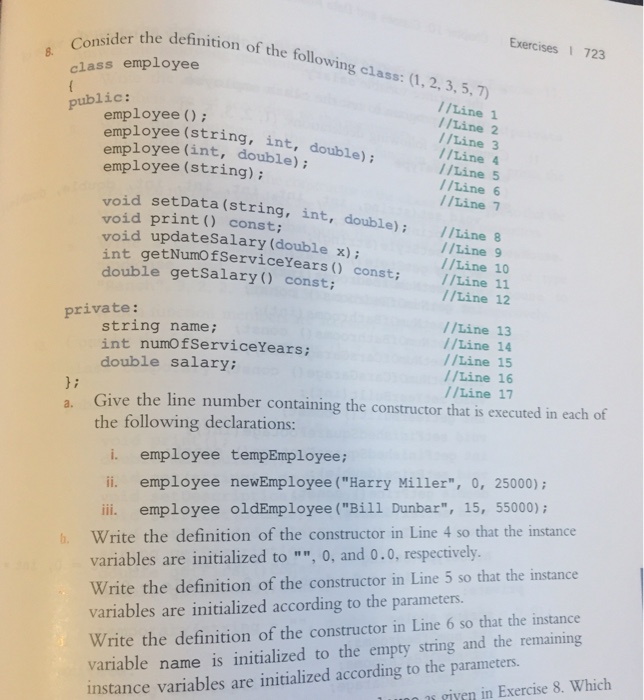 Exercises | 723
8. Consider the definition of the following class: (1, 2, 3, 5, 7)
class employee //Line 1
{ //Line 2
public: //Line 3
employee(); //Line 4
employee(string, int, double); //Line 5
employee(int, double); //Line 6
employee(string); //Line 7
void setData(string, int, double); //Line 8
void print() const; //Line 9
void updateSalary(double x); //Line 10
int getNumOfServiceYears() const; //Line 11
double getSalary() const; //Line 12
private: //Line 13
string name; //Line 14
int numOfServiceYears; //Line 15
double salary; //Line 16
}; //Line 17
a. Give the line number containing the constructor that is executed in each of
the following declarations:
i. employee tempEmployee;
ii. employee newEmployee("Harry Miller", 0, 25000);
iii. employee oldEmployee("Bill Dunbar", 15, 55000);
b. Write the definition of the constructor in Line 4 so that the instance
variables are initialized to "", 0, and 0.0, respectively.
Write the definition of the constructor in Line 5 so that the instance
variables are initialized according to the parameters.
Write the definition of the constructor in Line 6 so that the instance
variable name is initialized to the empty string and the remaining
instance variables are initialized according to the parameters.
as given in Exercise 8. Which